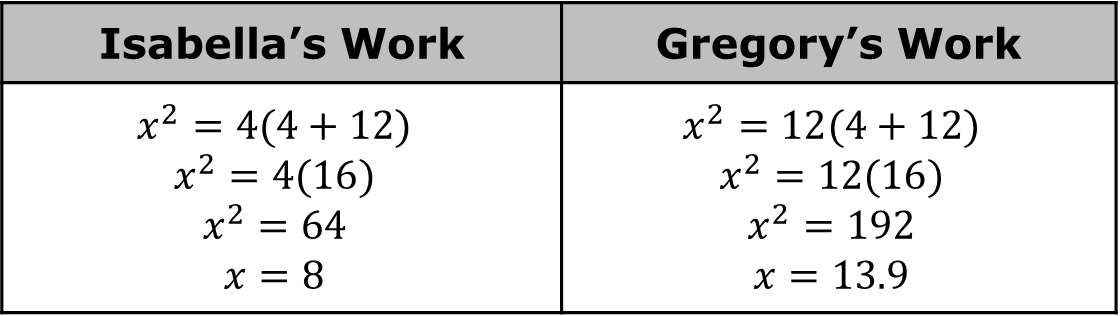 Isabella’s Work
x² = 4(4 + 12)
x² = 4(16)
x² = 64
x = 8
Gregory’s Work
x² = 12(4 + 12)
x² = 12(16)
x² = 192
x = 13.9